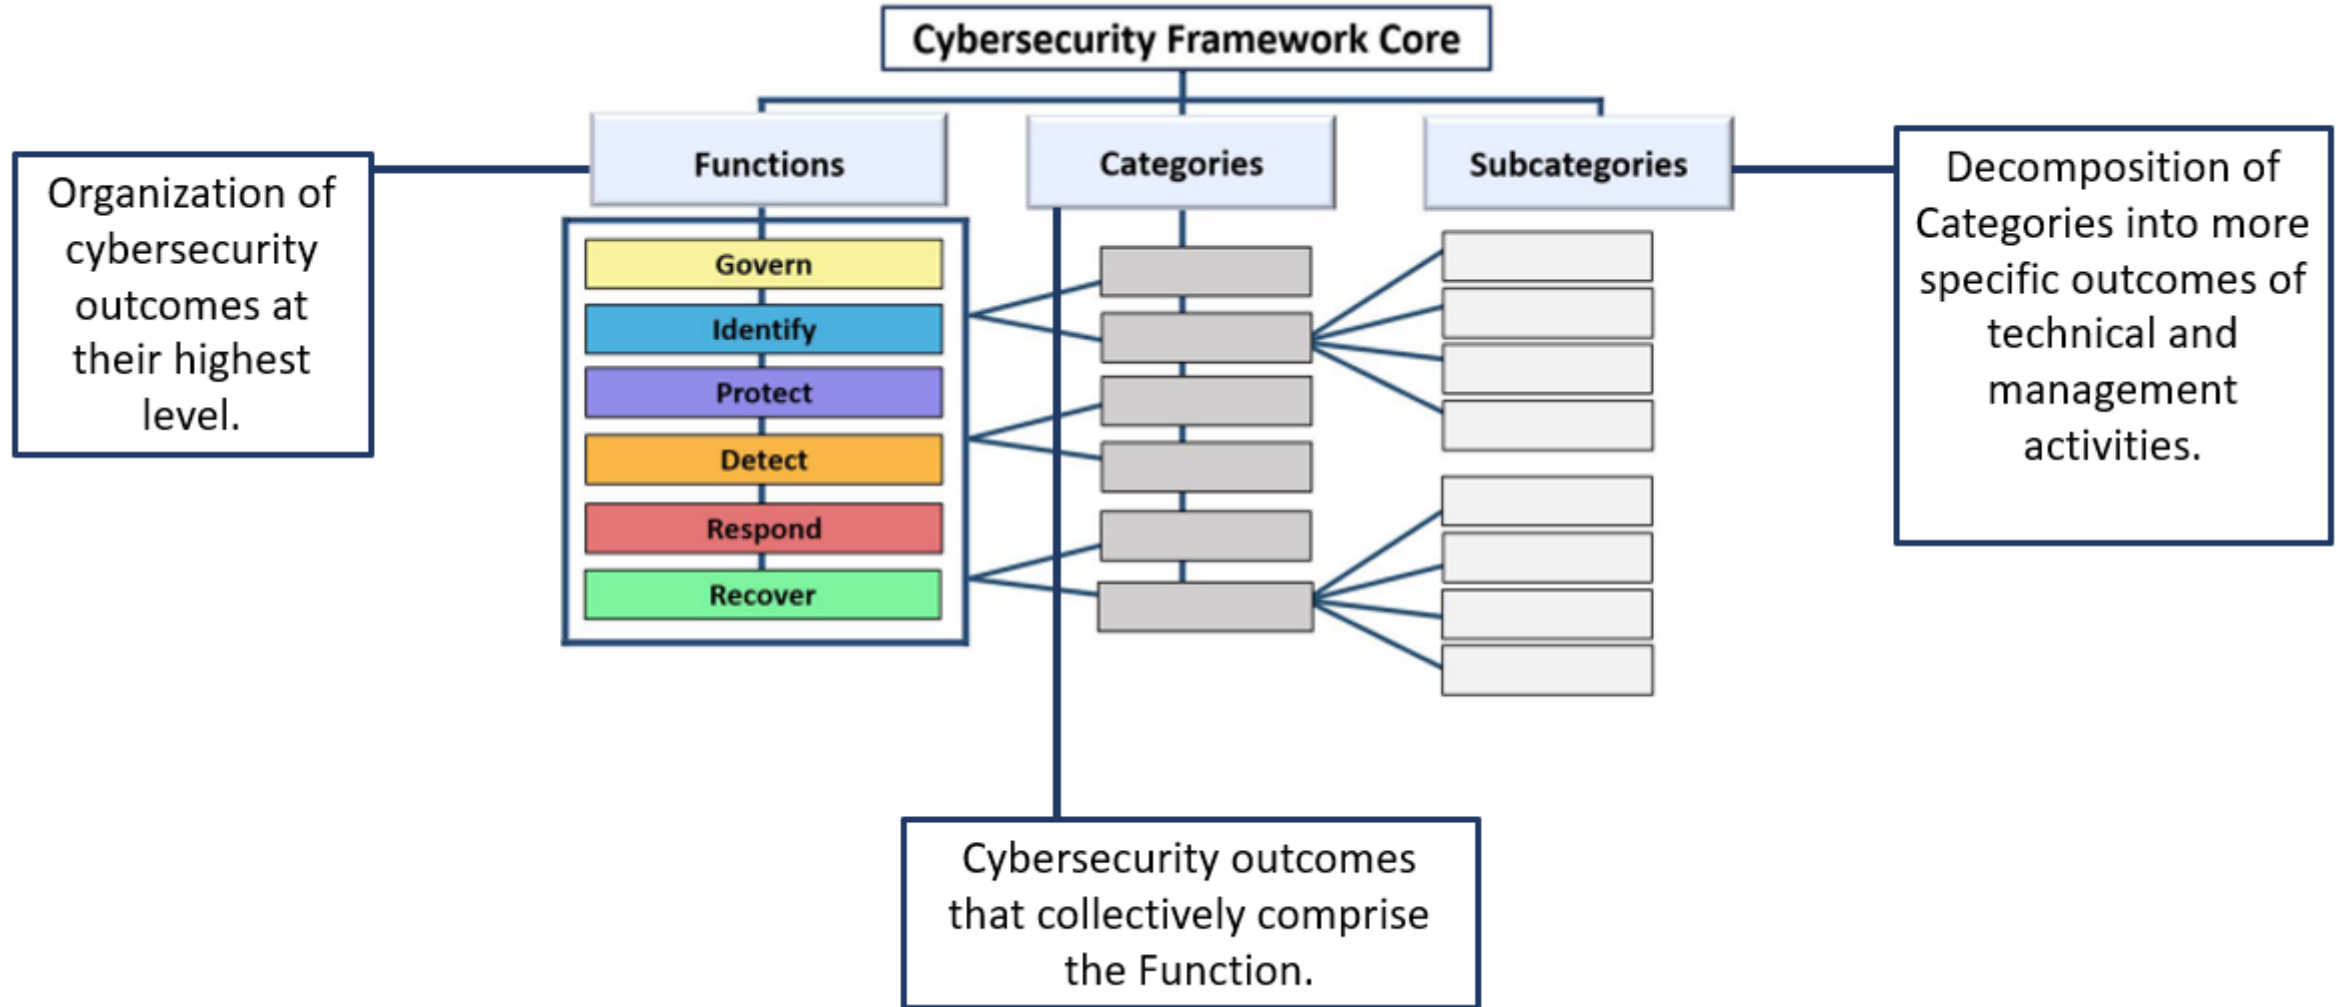 Cybersecurity Framework Core
Functions
Categories
Subcategories
Organization of
cybersecurity
outcomes at
their highest
level.
Govern
Identify
Protect
Detect
Respond
Recover
Decomposition of
Categories into more
specific outcomes of
technical and
management
activities.
Cybersecurity outcomes
that collectively comprise
the Function.